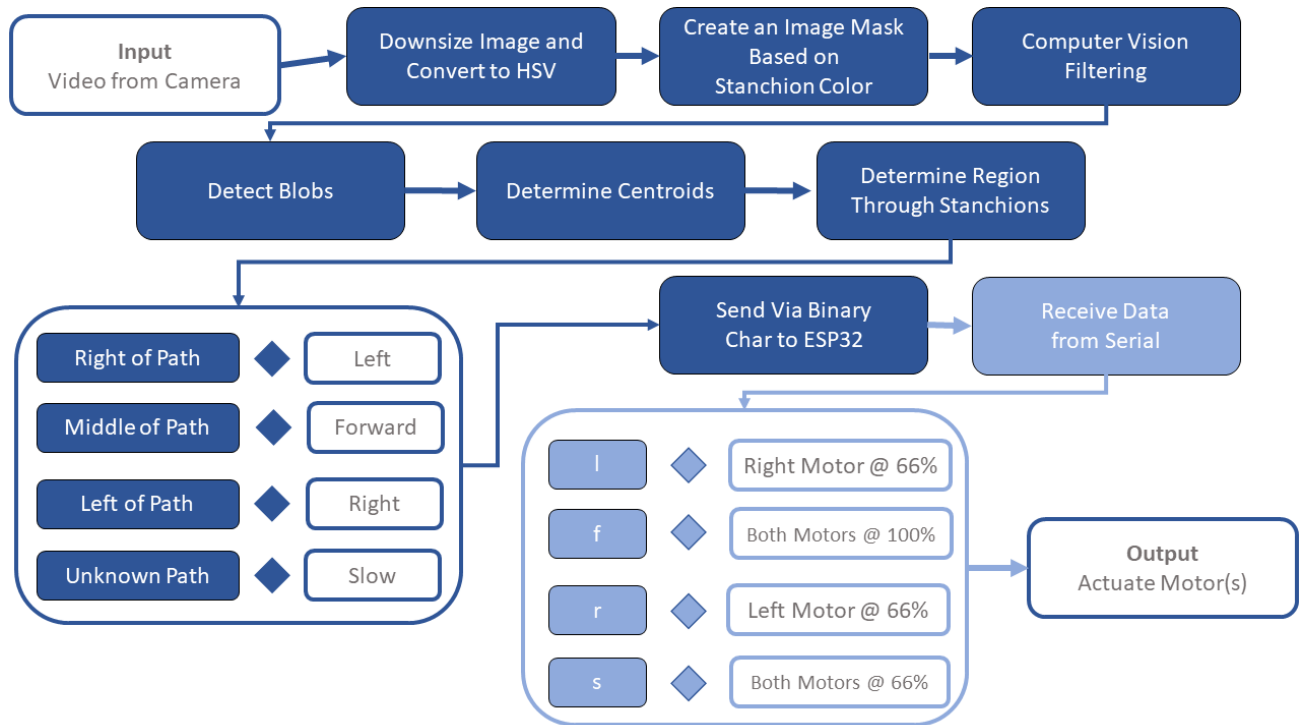 Input
Video from Camera
Downsize Image and
Convert to HSV
Create an Image Mask
Based on
Stanchion Color
Computer Vision
Filtering
Detect Blobs
Determine Centroids
Determine Region
Through Stanchions
Right of Path
Left
Middle of Path
Forward
Left of Path
Right
Unknown Path
Slow
Send Via Binary
Char to ESP32
Receive Data
from Serial
l
Right Motor @ 66%
f
Both Motors @ 100%
r
Left Motor @ 66%
s
Both Motors @ 66%
Output
Actuate Motor(s)